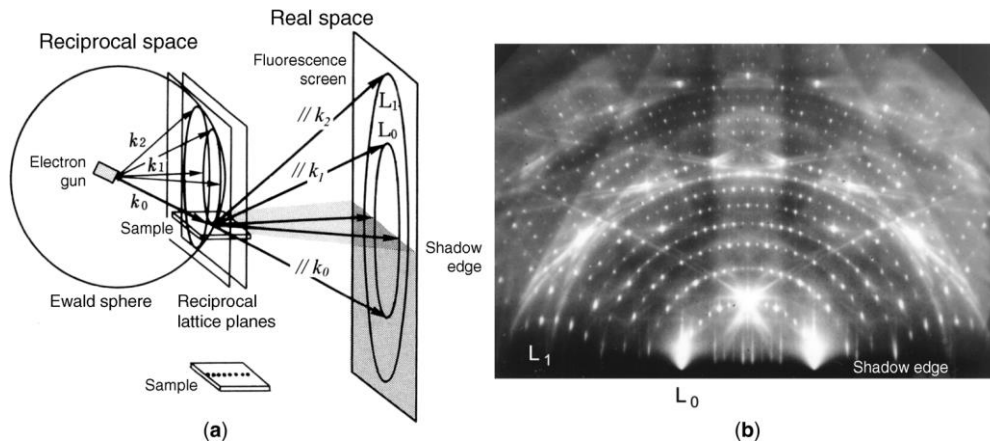 Reciprocal space
Real space
Fluorescence
screen
L₁
L₀
// k₂
// k₁
// k₀
k₂
k₁
k₀
Electron
gun
Sample
Shadow
edge
Ewald sphere
Reciprocal
lattice planes
Sample
(a)
L₁
Shadow edge
L₀
(b)